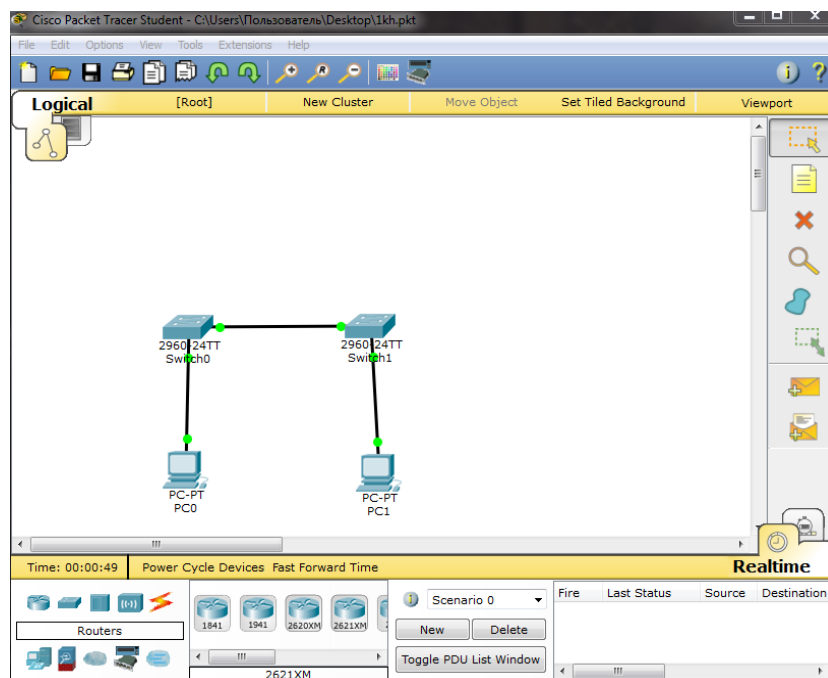 Cisco Packet Tracer Student - C:\Users\Пользователь\Desktop\1kh.pkt
File Edit Options View Tools Extensions Help
i ?
Logical [Root] New Cluster Move Object Set Tiled Background Viewport
2960-24TT
Switch0
2960-24TT
Switch1
PC-PT
PC0
PC-PT
PC1
Time: 00:00:49 Power Cycle Devices Fast Forward Time Realtime
Routers
1841 1941 2620XM 2621XM
2621XM
i Scenario 0
New Delete
Toggle PDU List Window
Fire Last Status Source Destination